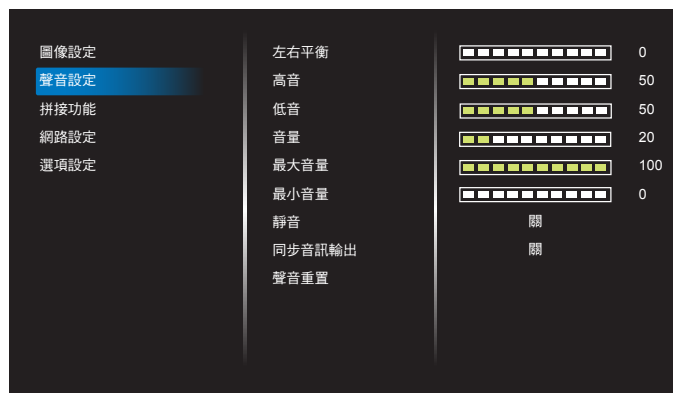 圖像設定
聲音設定
拼接功能
網路設定
選項設定
左右平衡 0
高音 50
低音 50
音量 20
最大音量 100
最小音量 0
靜音 關
同步音訊輸出 關
聲音重置